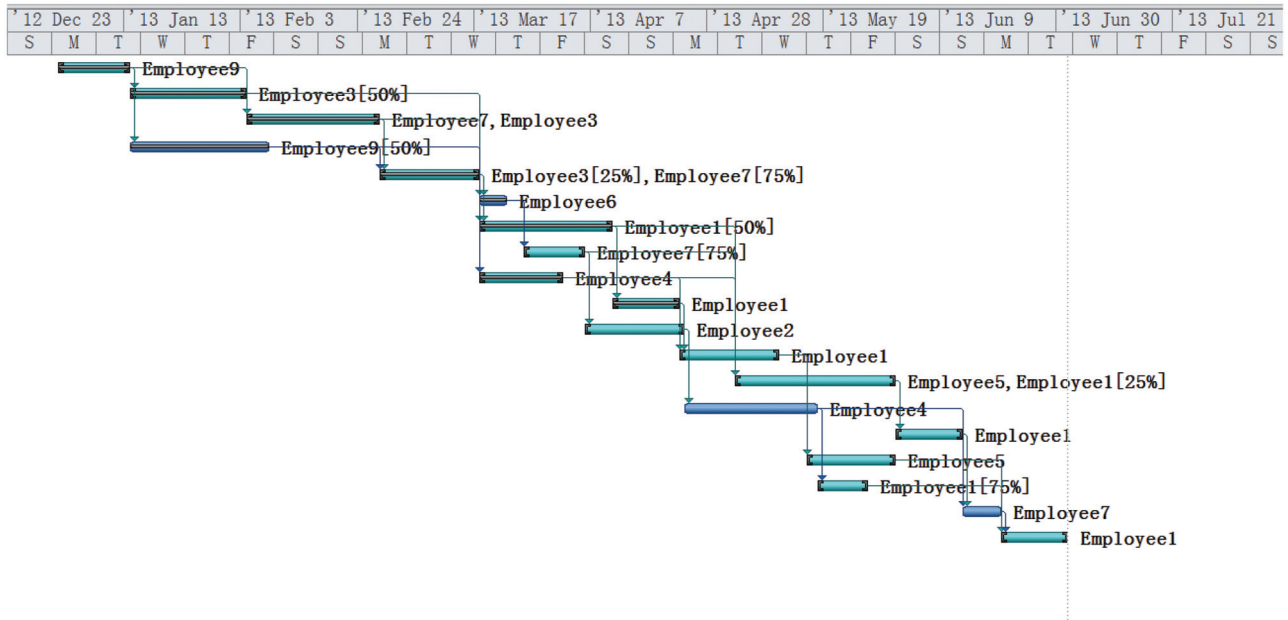 '12 Dec 23 '13 Jan 13 '13 Feb 3 '13 Feb 24 '13 Mar 17 '13 Apr 7 '13 Apr 28 '13 May 19 '13 Jun 9 '13 Jun 30 '13 Jul 21
S M T W T F S S M T W T F S S M T W T F S S M T W T F S S
Employee9
Employee3[50%]
Employee7, Employee3
Employee9[50%]
Employee3[25%], Employee7[75%]
Employee6
Employee1[50%]
Employee7[75%]
Employee4
Employee1
Employee2
Employee1
Employee5, Employee1[25%]
Employee4
Employee1
Employee5
Employee1[75%]
Employee7
Employee1